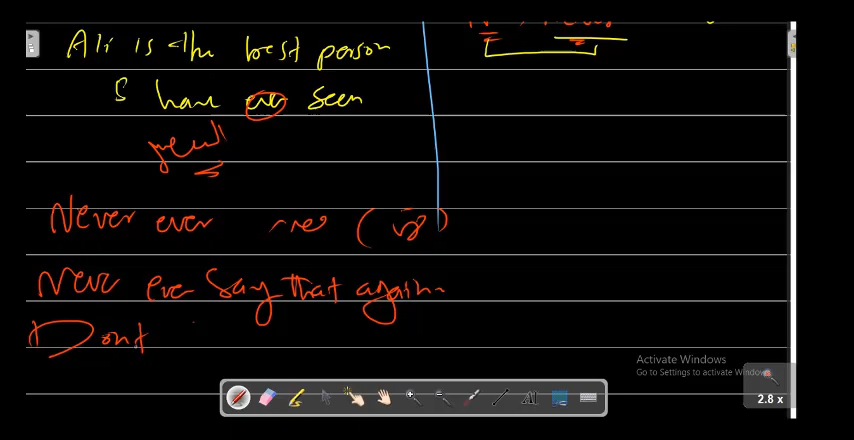 Ali is the best person
I have ever seen
Never ever
Never ever say that again
Dont
Activate Windows
Go to Settings to activate Windows.
2.8 x